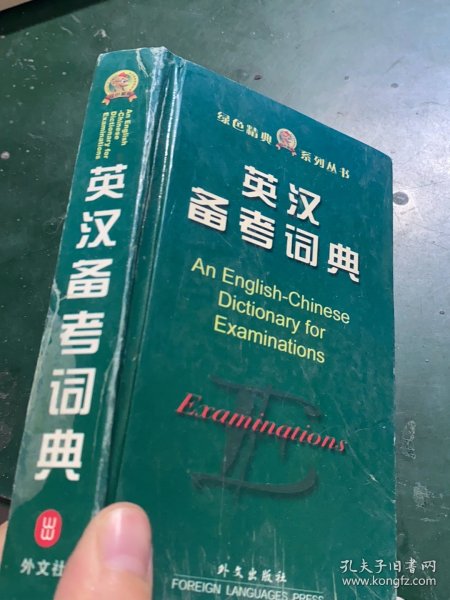 An English-
Chinese
Dictionary for
Examinations
英汉备考词典
外文社
绿色精典 系列丛书
英汉
备考词典
An English-Chinese
Dictionary for
Examinations
Examinations
外文出版社
FOREIGN LANGUAGES PRESS
孔夫子旧书网
www.kongfz.com